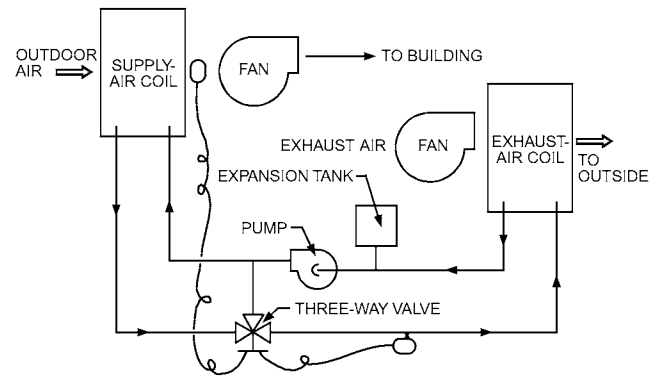 OUTDOOR
AIR
SUPPLY-
AIR COIL
FAN
TO BUILDING
EXHAUST AIR
FAN
EXHAUST-
AIR COIL
TO
OUTSIDE
EXPANSION TANK
PUMP
THREE-WAY VALVE